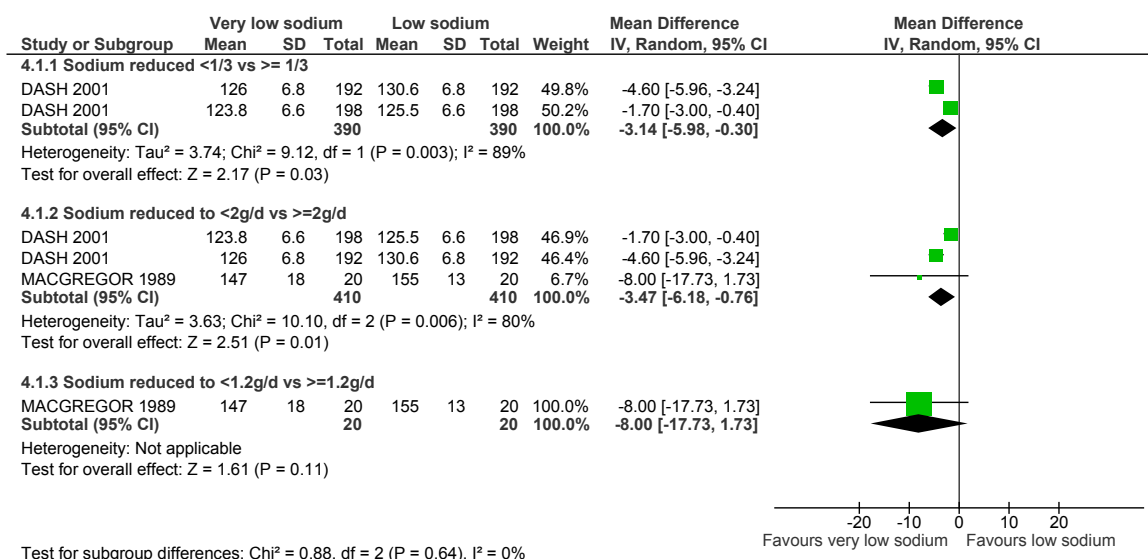 Very low sodium Low sodium Mean Difference Mean Difference
Study or Subgroup Mean SD Total Mean SD Total Weight IV, Random, 95% CI IV, Random, 95% CI
4.1.1 Sodium reduced <1/3 vs >= 1/3
DASH 2001 126 6.8 192 130.6 6.8 192 49.8% -4.60 [-5.96, -3.24]
DASH 2001 123.8 6.6 198 125.5 6.6 198 50.2% -1.70 [-3.00, -0.40]
Subtotal (95% CI) 390 390 100.0% -3.14 [-5.98, -0.30]
Heterogeneity: Tau² = 3.74; Chi² = 9.12, df = 1 (P = 0.003); I² = 89%
Test for overall effect: Z = 2.17 (P = 0.03)
4.1.2 Sodium reduced to <2g/d vs >=2g/d
DASH 2001 123.8 6.6 198 125.5 6.6 198 46.9% -1.70 [-3.00, -0.40]
DASH 2001 126 6.8 192 130.6 6.8 192 46.4% -4.60 [-5.96, -3.24]
MACGREGOR 1989 147 18 20 155 13 20 6.7% -8.00 [-17.73, 1.73]
Subtotal (95% CI) 410 410 100.0% -3.47 [-6.18, -0.76]
Heterogeneity: Tau² = 3.63; Chi² = 10.10, df = 2 (P = 0.006); I² = 80%
Test for overall effect: Z = 2.51 (P = 0.01)
4.1.3 Sodium reduced to <1.2g/d vs >=1.2g/d
MACGREGOR 1989 147 18 20 155 13 20 100.0% -8.00 [-17.73, 1.73]
Subtotal (95% CI) 20 20 100.0% -8.00 [-17.73, 1.73]
Heterogeneity: Not applicable
Test for overall effect: Z = 1.61 (P = 0.11)
-20 -10 0 10 20
Favours very low sodium Favours low sodium
Test for subgroup differences: Chi² = 0.88, df = 2 (P = 0.64), I² = 0%